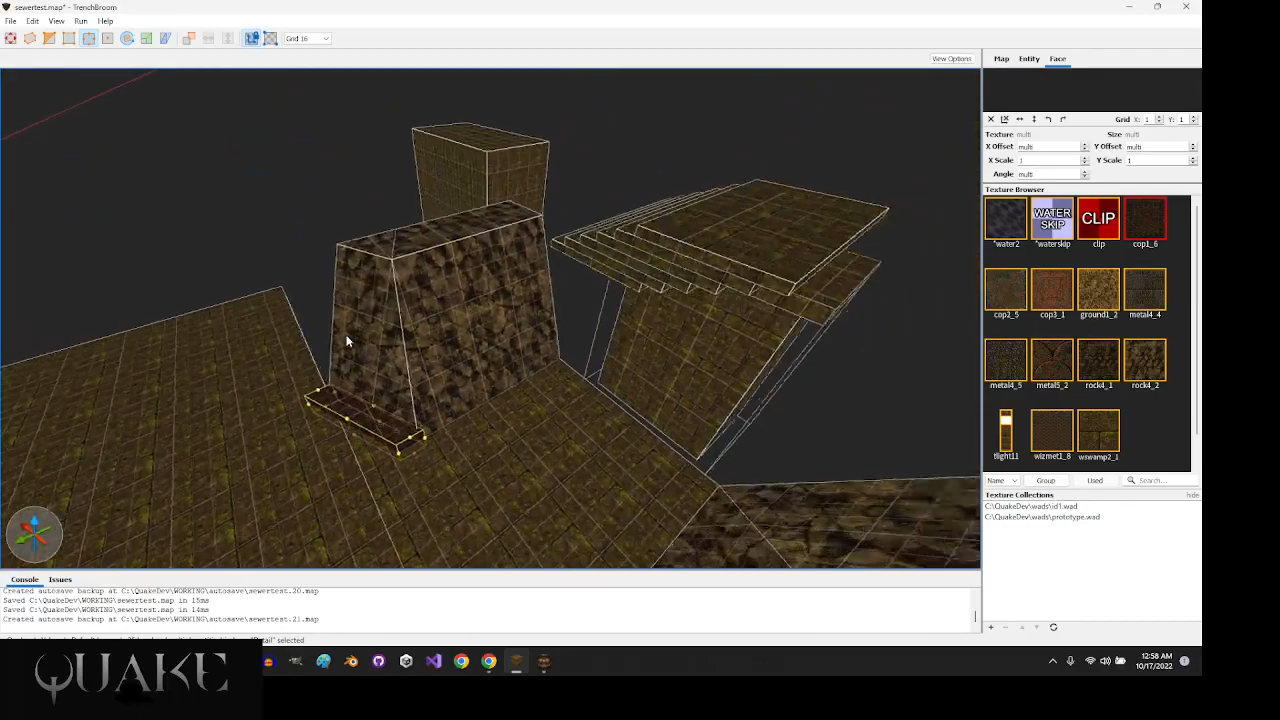 sewertest.map* - TrenchBroom
File Edit View Run Help
Grid 16
View Options
Map Entity Face
Grid X: 1 Y: 1
Texture multi Size multi
X Offset multi Y Offset multi
X Scale 1 Y Scale 1
Angle multi
Texture Browser
WATER SKIP
CLIP
*water2 *waterskip clip cop1_6
cop2_5 cop3_1 ground1_2 metal4_4
metal4_5 metal5_2 rock4_1 rock4_2
tlight11 wizmet1_8 wswamp2_1
Name Group Used Search...
Texture Collections hide
C:\QuakeDev\wads\id1.wad
C:\QuakeDev\wads\prototype.wad
Console Issues
Created autosave backup at C:\QuakeDev\WORKING\autosave\sewertest.20.map
Saved C:\QuakeDev\WORKING\sewertest.map in 15ms
Saved C:\QuakeDev\WORKING\sewertest.map in 14ms
Created autosave backup at C:\QuakeDev\WORKING\autosave\sewertest.21.map
selected
QUAKE
12:58 AM
10/17/2022
1